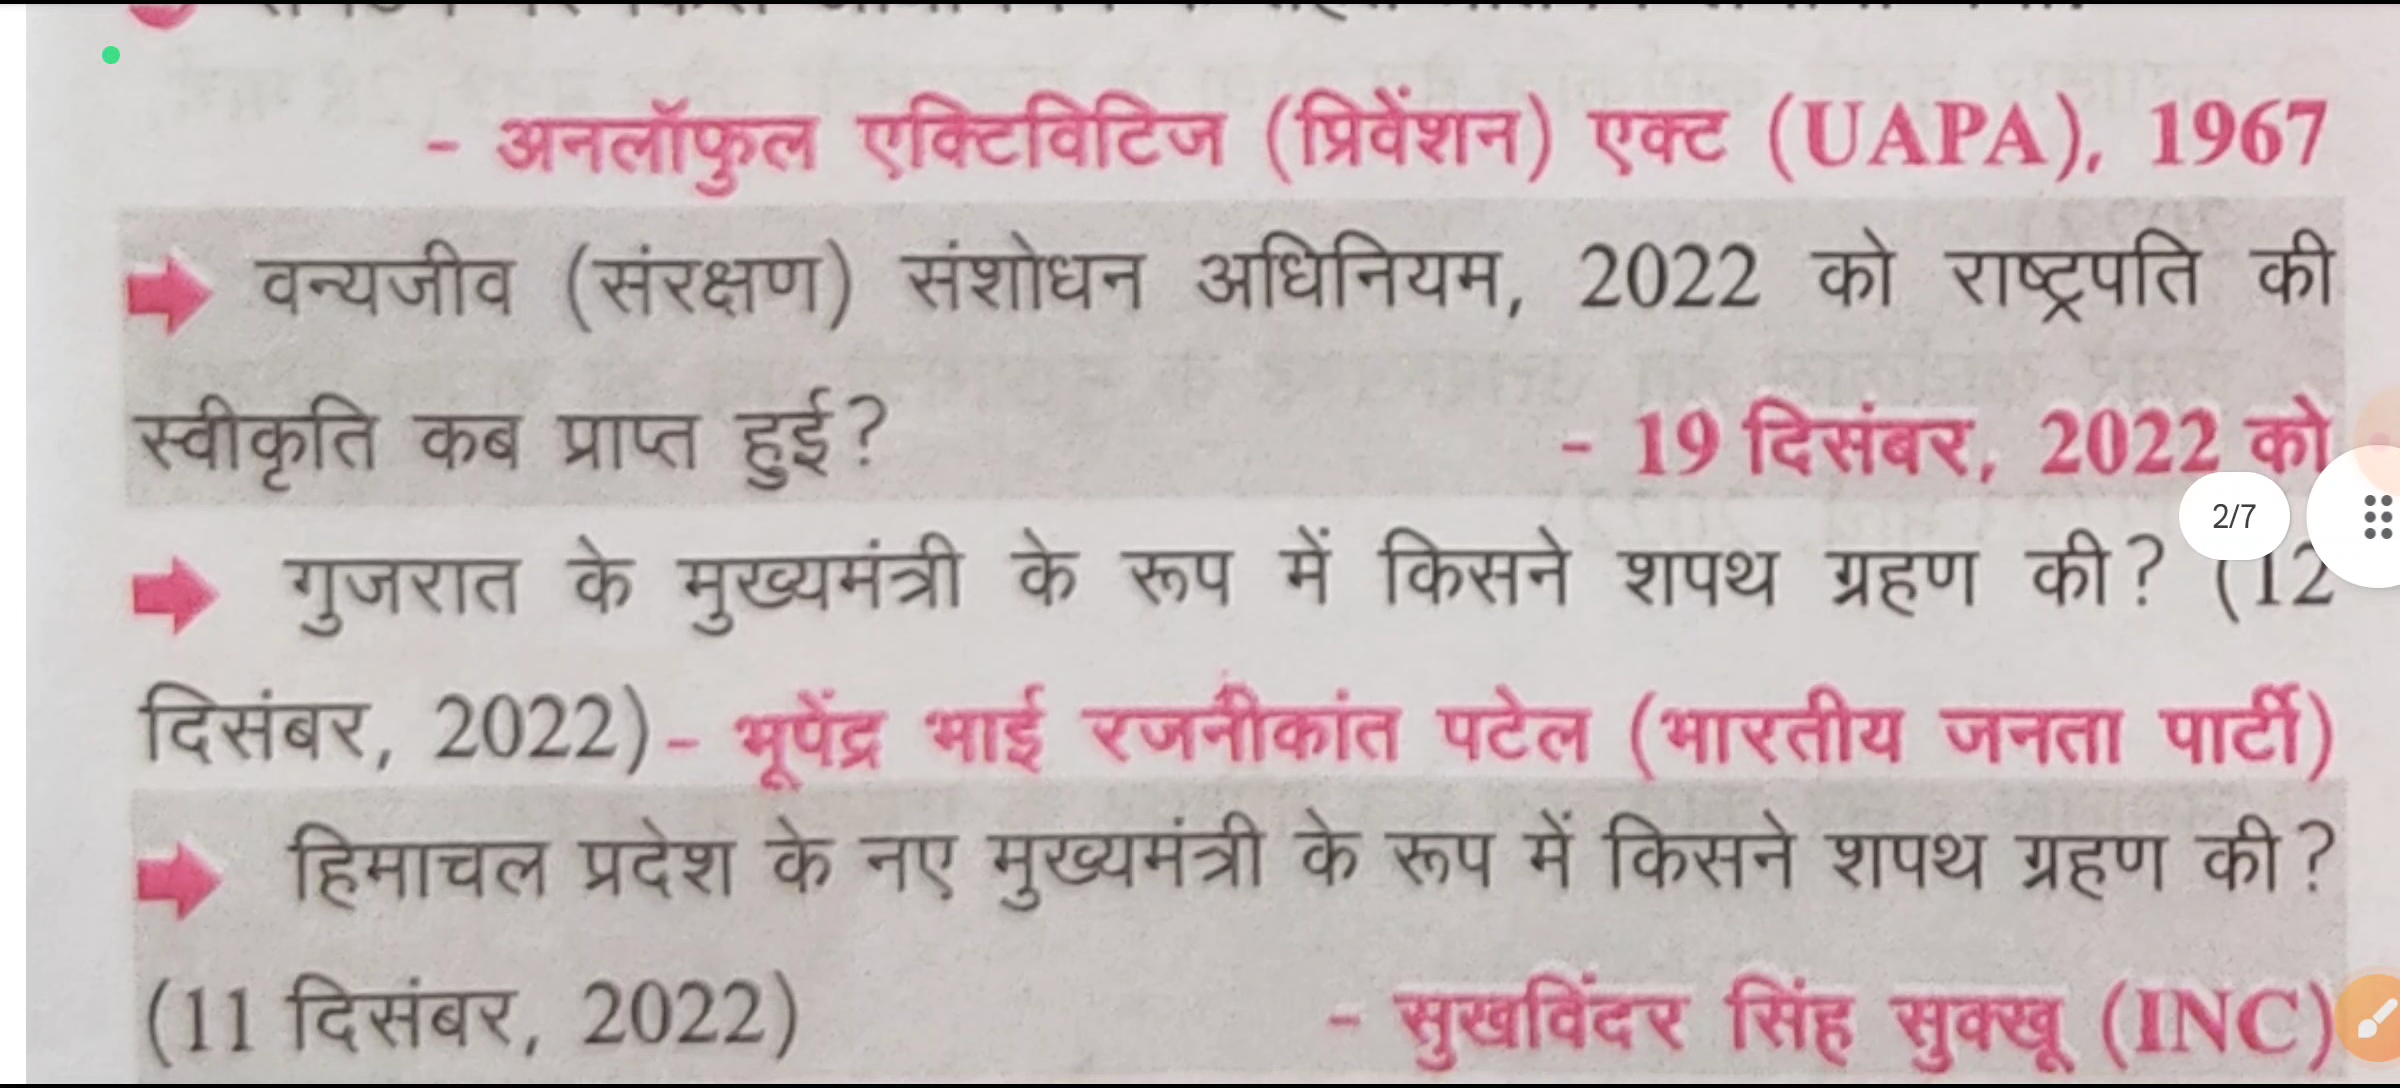 - अनलॉफुल एक्टिविटिज (प्रिवेंशन) एक्ट (UAPA), 1967
वन्यजीव (संरक्षण) संशोधन अधिनियम, 2022 को राष्ट्रपति की
स्वीकृति कब प्राप्त हुई? - 19 दिसंबर, 2022 को
2/7
गुजरात के मुख्यमंत्री के रूप में किसने शपथ ग्रहण की? (12
दिसंबर, 2022) - भूपेंद्र भाई रजनीकांत पटेल (भारतीय जनता पार्टी)
हिमाचल प्रदेश के नए मुख्यमंत्री के रूप में किसने शपथ ग्रहण की?
(11 दिसंबर, 2022) - सुखविंदर सिंह सुक्खू (INC)